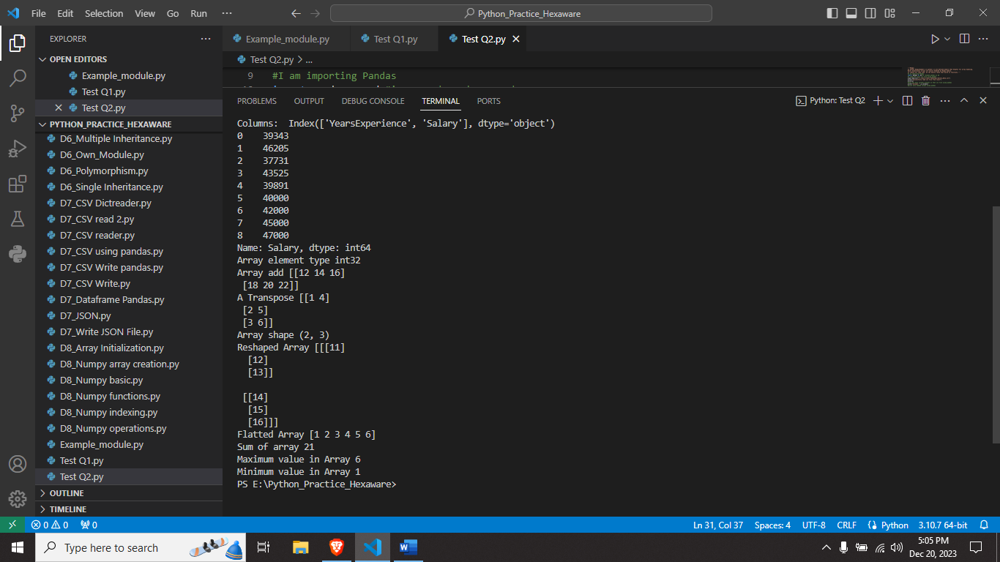 File Edit Selection View Go Run ··· Python_Practice_Hexaware
EXPLORER ···
OPEN EDITORS
Example_module.py
Test Q1.py
Test Q2.py
PYTHON_PRACTICE_HEXAWARE
D6_Multiple Inheritance.py
D6_Own_Module.py
D6_Polymorphism.py
D6_Single Inheritance.py
D7_CSV Dictreader.py
D7_CSV read 2.py
D7_CSV reader.py
D7_CSV using pandas.py
D7_CSV Write pandas.py
D7_CSV Write.py
D7_Dataframe Pandas.py
D7_JSON.py
D7_Write JSON File.py
D8_Array Initialization.py
D8_Numpy array creation.py
D8_Numpy basic.py
D8_Numpy functions.py
D8_Numpy indexing.py
D8_Numpy operations.py
Example_module.py
Test Q1.py
Test Q2.py
OUTLINE
TIMELINE
Example_module.py Test Q1.py Test Q2.py
Test Q2.py > ...
9 #I am importing Pandas
PROBLEMS OUTPUT DEBUG CONSOLE TERMINAL PORTS Python: Test Q2
Columns:  Index(['YearsExperience', 'Salary'], dtype='object')
0    39343
1    46205
2    37731
3    43525
4    39891
5    40000
6    42000
7    45000
8    47000
Name: Salary, dtype: int64
Array element type int32
Array add [[12 14 16]
 [18 20 22]]
A Transpose [[1 4]
 [2 5]
 [3 6]]
Array shape (2, 3)
Reshaped Array [[[11]
  [12]
  [13]]
 [[14]
  [15]
  [16]]]
Flatted Array [1 2 3 4 5 6]
Sum of array 21
Maximum value in Array 6
Minimum value in Array 1
PS E:\Python_Practice_Hexaware>
0 0 0 Ln 31, Col 37 Spaces: 4 UTF-8 CRLF Python 3.10.7 64-bit
Type here to search
5:05 PM
Dec 20, 2023